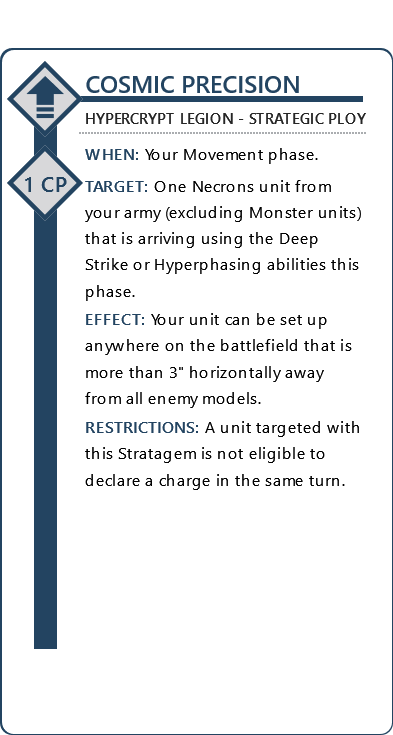 COSMIC PRECISION
HYPERCRYPT LEGION - STRATEGIC PLOY
1 CP
WHEN: Your Movement phase.
TARGET: One Necrons unit from
your army (excluding Monster units)
that is arriving using the Deep
Strike or Hyperphasing abilities this
phase.
EFFECT: Your unit can be set up
anywhere on the battlefield that is
more than 3" horizontally away
from all enemy models.
RESTRICTIONS: A unit targeted with
this Stratagem is not eligible to
declare a charge in the same turn.